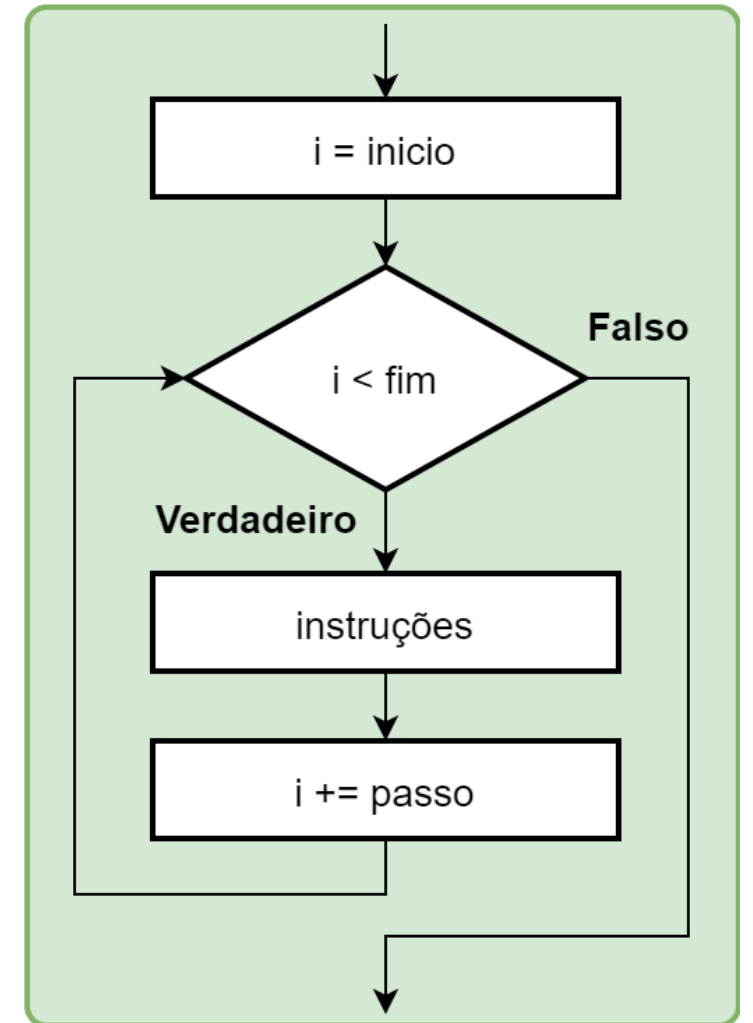 i = inicio
Falso
i < fim
Verdadeiro
instruções
i += passo